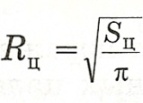 R_ц = √(S_ц/π)